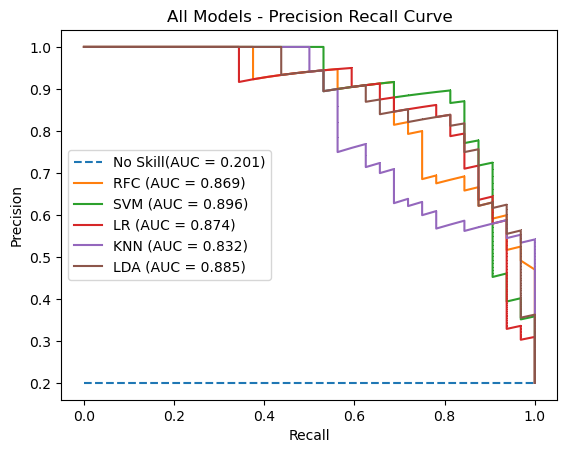 All Models - Precision Recall Curve
1.0
0.9
0.8
0.7
0.6
0.5
0.4
0.3
0.2
Precision
No Skill(AUC = 0.201)
RFC (AUC = 0.869)
SVM (AUC = 0.896)
LR (AUC = 0.874)
KNN (AUC = 0.832)
LDA (AUC = 0.885)
0.0 0.2 0.4 0.6 0.8 1.0
Recall